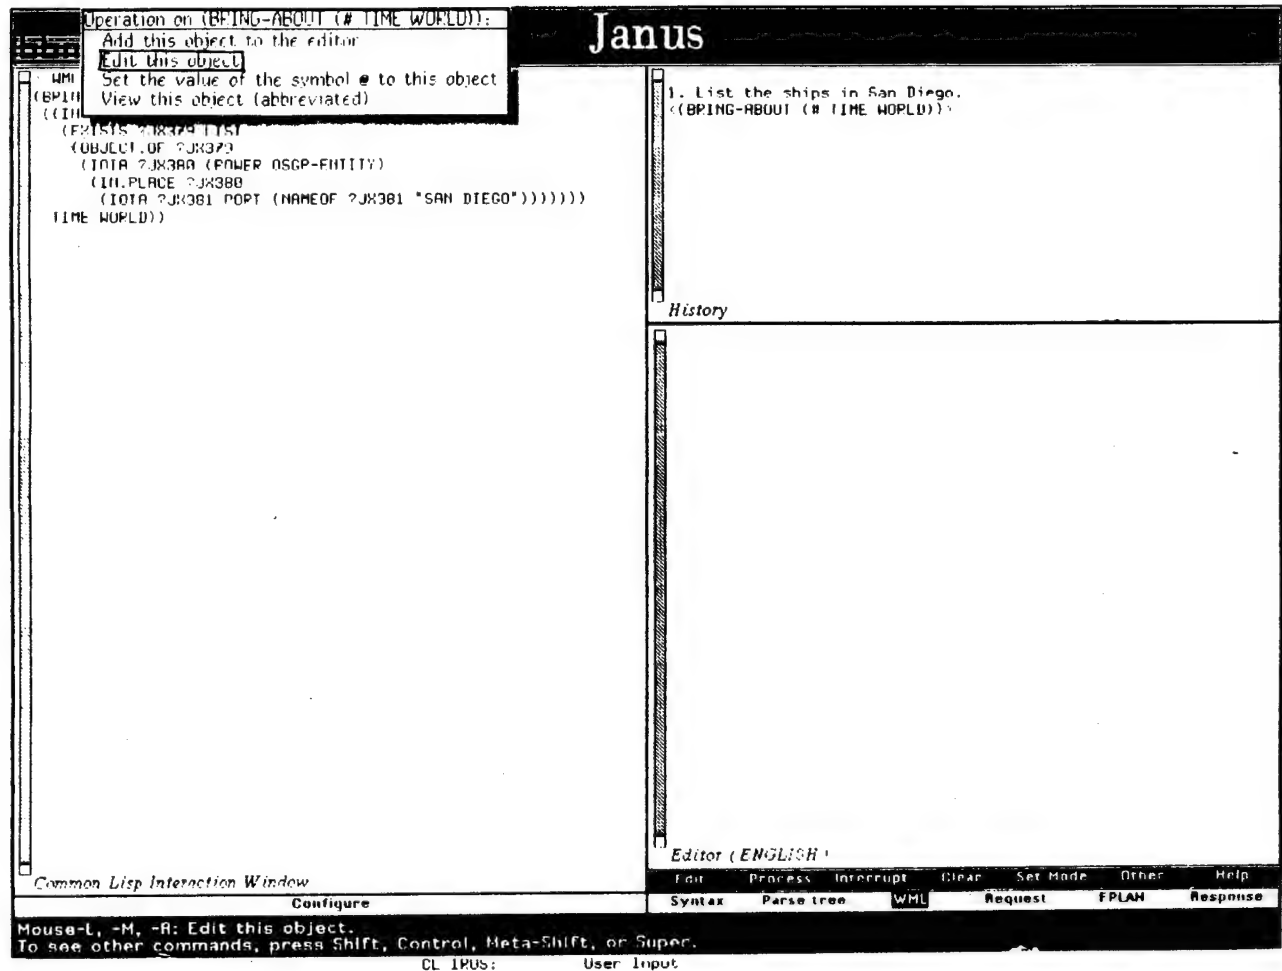 Operation on (BRING-ABOUT (# TIME WORLD)):
Add this object to the editor
Edit this object
Set the value of the symbol @ to this object
View this object (abbreviated)
Janus
WML
(EXISTS ?JX379 LIST
(OBJECT.OF ?JX379
(IOTA ?JX380 (POWER OSGP-ENTITY)
(IN.PLACE ?JX380
(IOTA ?JX381 PORT (NAMEOF ?JX381 "SAN DIEGO")))))))
TIME WORLD))
Common Lisp Interaction Window
Configure
1. List the ships in San Diego.
<(BRING-ABOUT (# TIME WORLD))>
History
Editor (ENGLISH)
Edit Process Interrupt Clear Set Mode Other Help
Syntax Parse tree WML Request FPLAN Response
Mouse-L, -M, -R: Edit this object.
To see other commands, press Shift, Control, Meta-Shift, or Super.
CL IRUS: User Input